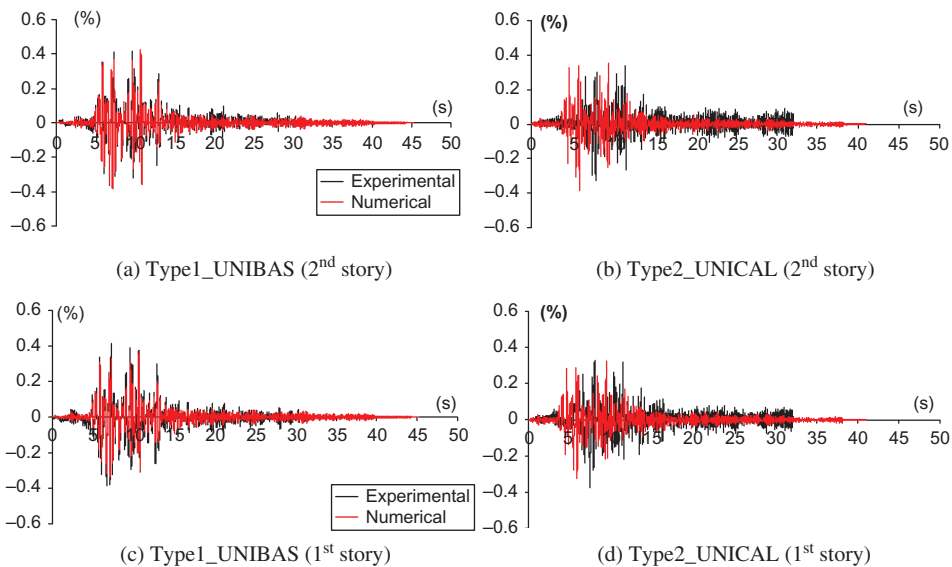 0.6 (%)
0.4
0.2
0
−0.2
−0.4
−0.6
(s)
0 5 10 15 20 25 30 35 40 45 50
Experimental
Numerical
(a) Type1_UNIBAS (2nd story)
0.6 (%)
0.4
0.2
0
−0.2
−0.4
−0.6
(s)
0 5 10 15 20 25 30 35 40 45 50
(b) Type2_UNICAL (2nd story)
0.6 (%)
0.4
0.2
0
−0.2
−0.4
−0.6
(s)
0 5 10 15 20 25 30 35 40 45 50
Experimental
Numerical
(c) Type1_UNIBAS (1st story)
0.6 (%)
0.4
0.2
0
−0.2
−0.4
−0.6
(s)
0 5 10 15 20 25 30 35 40 45 50
(d) Type2_UNICAL (1st story)